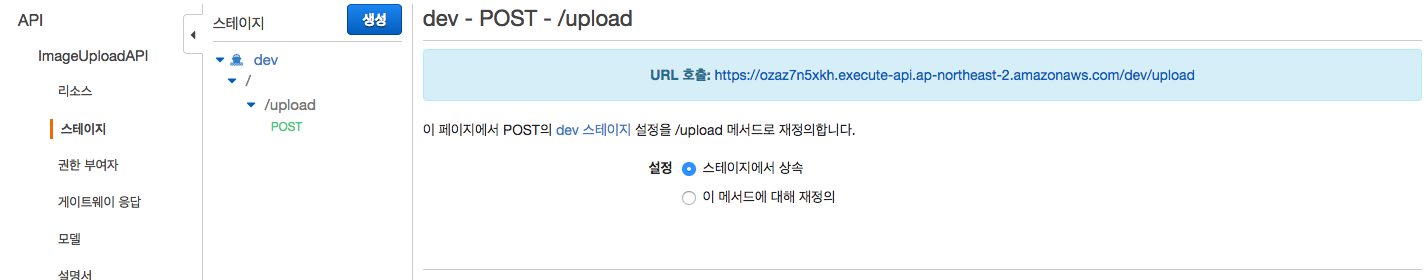 API
ImageUploadAPI
리소스
스테이지
권한 부여자
게이트웨이 응답
모델
설명서
스테이지
생성
dev
/
/upload
POST
dev - POST - /upload
URL 호출: https://ozaz7n5xkh.execute-api.ap-northeast-2.amazonaws.com/dev/upload
이 페이지에서 POST의 dev 스테이지 설정을 /upload 메서드로 재정의합니다.
설정 스테이지에서 상속
이 메서드에 대해 재정의